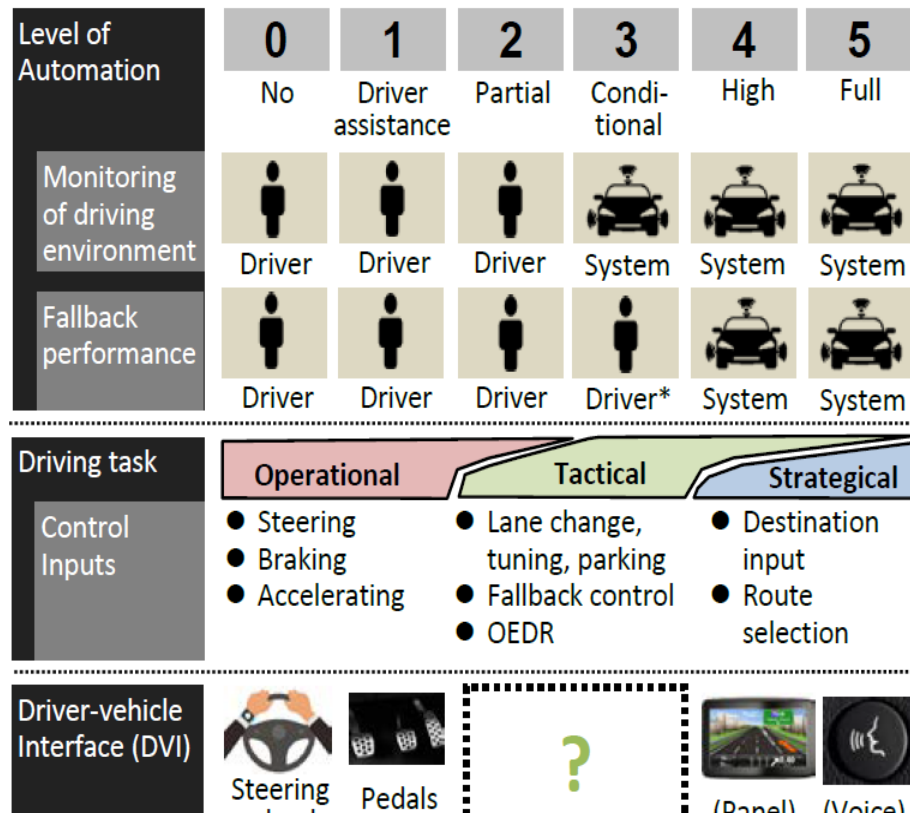 Level of
Automation
0 1 2 3 4 5
No Driver
assistance Partial Condi-
tional High Full
Monitoring
of driving
environment
Driver Driver Driver System System System
Fallback
performance
Driver Driver Driver Driver* System System
Driving task
Operational Tactical Strategical
Control
Inputs
● Steering
● Braking
● Accelerating
● Lane change,
tuning, parking
● Fallback control
● OEDR
● Destination
input
● Route
selection
Driver-vehicle
Interface (DVI)
Steering
Pedals
?
(Panel) (Voice)